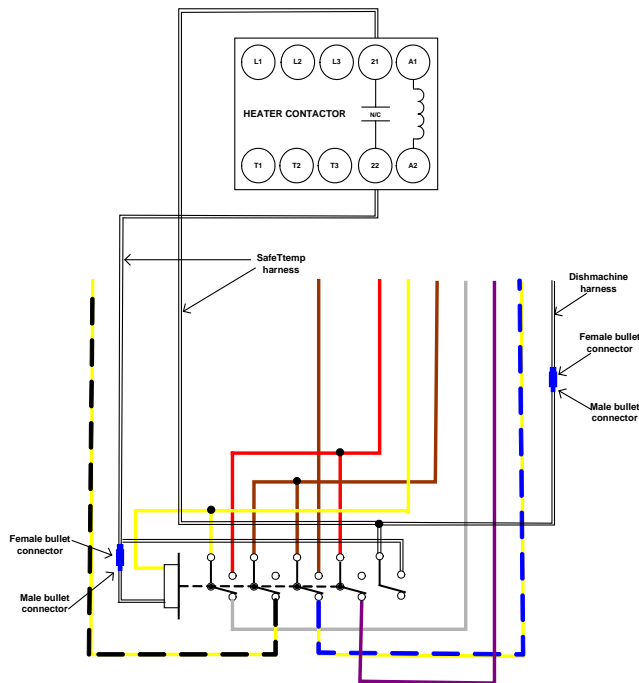 L1 L2 L3 21 A1
HEATER CONTACTOR
N/C
T1 T2 T3 22 A2
SafeTtemp
harness
Dishmachine
harness
Female bullet
connector
Male bullet
connector
Female bullet
connector
Male bullet
connector